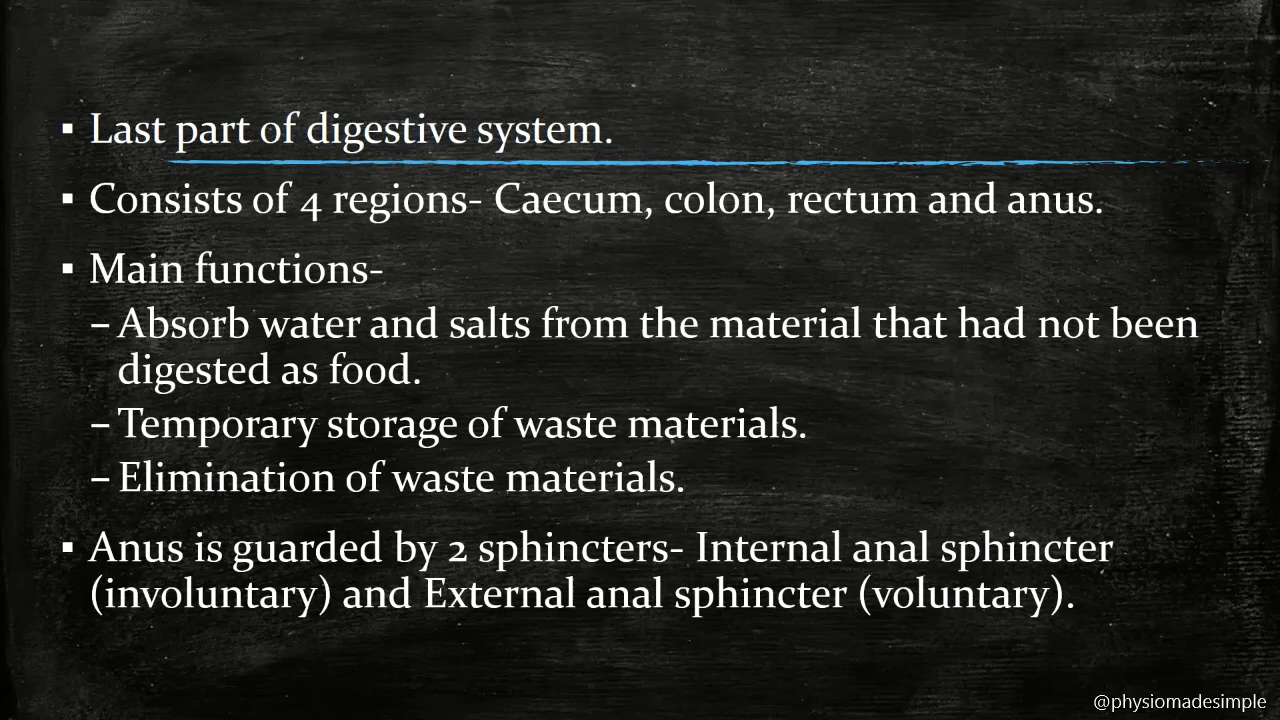 ▪ Last part of digestive system.
▪ Consists of 4 regions- Caecum, colon, rectum and anus.
▪ Main functions-
– Absorb water and salts from the material that had not been
digested as food.
– Temporary storage of waste materials.
– Elimination of waste materials.
▪ Anus is guarded by 2 sphincters- Internal anal sphincter
(involuntary) and External anal sphincter (voluntary).
@physiomadesimple